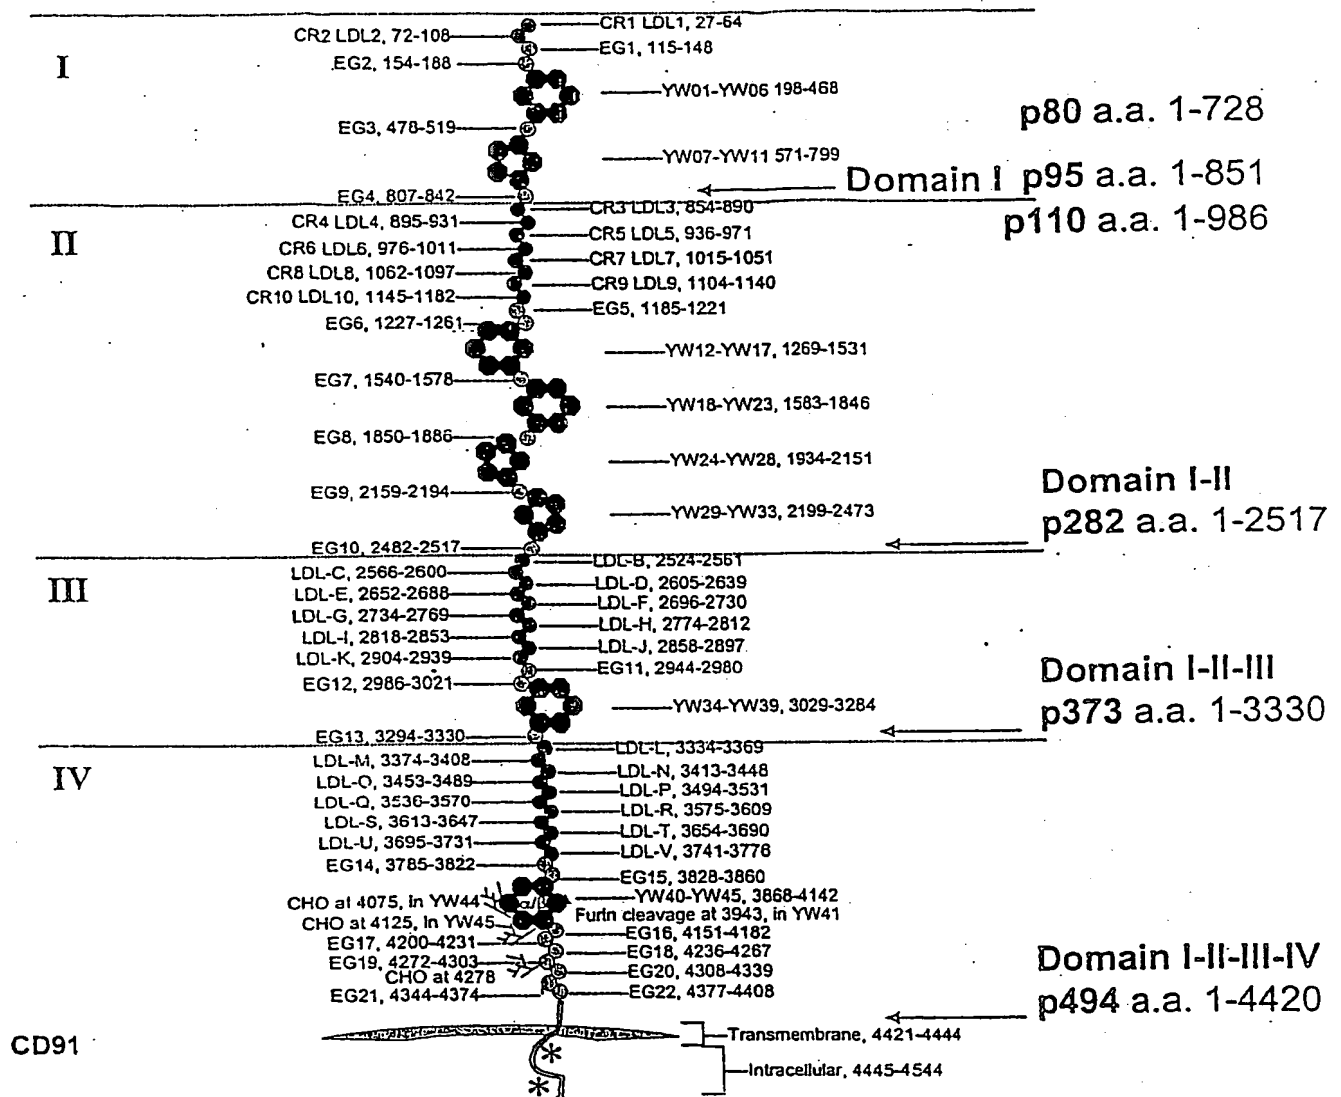 CR1 LDL1, 27-64
CR2 LDL2, 72-108
EG1, 115-148
I
EG2, 154-188
YW01-YW06 198-468
p80 a.a. 1-728
EG3, 478-519
YW07-YW11 571-799
Domain I p95 a.a. 1-851
EG4, 807-842
CR3 LDL3, 854-890
p110 a.a. 1-986
CR4 LDL4, 895-931
II
CR5 LDL5, 936-971
CR6 LDL6, 976-1011
CR7 LDL7, 1015-1051
CR8 LDL8, 1062-1097
CR9 LDL9, 1104-1140
CR10 LDL10, 1145-1182
EG5, 1185-1221
EG6, 1227-1261
YW12-YW17, 1269-1531
EG7, 1540-1578
YW18-YW23, 1583-1846
EG8, 1850-1886
YW24-YW28, 1934-2151
Domain I-II
EG9, 2159-2194
YW29-YW33, 2199-2473
p282 a.a. 1-2517
EG10, 2482-2517
LDL-B, 2524-2561
LDL-C, 2566-2600
III
LDL-D, 2605-2639
LDL-E, 2652-2688
LDL-F, 2696-2730
LDL-G, 2734-2769
LDL-H, 2774-2812
LDL-I, 2818-2853
LDL-J, 2858-2897
LDL-K, 2904-2939
EG11, 2944-2980
Domain I-II-III
EG12, 2986-3021
YW34-YW39, 3029-3284
p373 a.a. 1-3330
EG13, 3294-3330
LDL-L, 3334-3369
LDL-M, 3374-3408
IV
LDL-N, 3413-3448
LDL-O, 3453-3489
LDL-P, 3494-3531
LDL-Q, 3536-3570
LDL-R, 3575-3609
LDL-S, 3613-3647
LDL-T, 3654-3690
LDL-U, 3695-3731
LDL-V, 3741-3778
EG14, 3785-3822
EG15, 3828-3860
YW40-YW45, 3868-4142
CHO at 4075, in YW44
α/β
Furin cleavage at 3943, in YW41
CHO at 4125, in YW45
EG16, 4151-4182
EG17, 4200-4231
EG18, 4236-4267
EG19, 4272-4303
Domain I-II-III-IV
CHO at 4278
EG20, 4308-4339
EG21, 4344-4374
EG22, 4377-4408
p494 a.a. 1-4420
CD91
Transmembrane, 4421-4444
*
Intracellular, 4445-4544
*